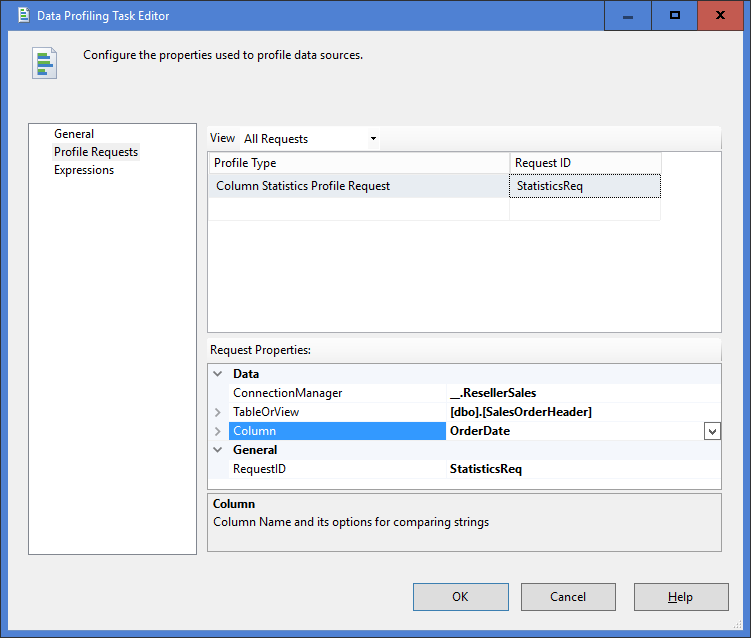 Data Profiling Task Editor
Configure the properties used to profile data sources.
General
Profile Requests
Expressions
View All Requests
Profile Type Request ID
Column Statistics Profile Request StatisticsReq
Request Properties:
Data
ConnectionManager __.ResellerSales
TableOrView [dbo].[SalesOrderHeader]
Column OrderDate
General
RequestID StatisticsReq
Column
Column Name and its options for comparing strings
OK Cancel Help